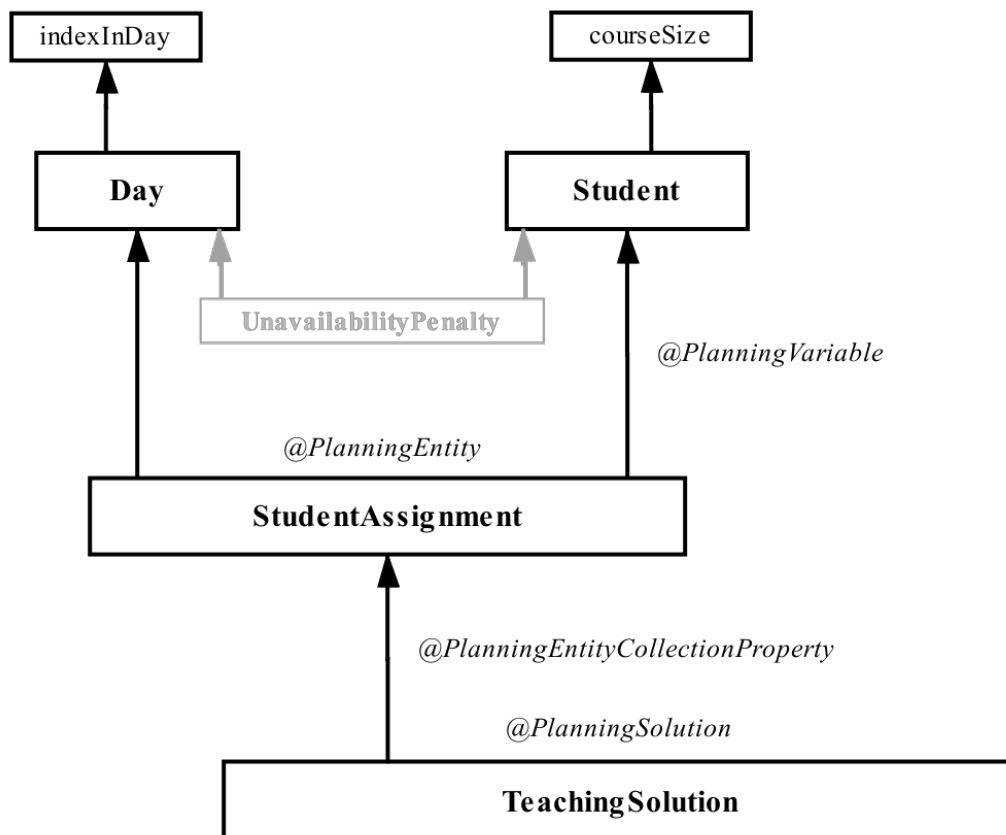 indexInDay
courseSize
Day
Student
UnavailabilityPenalty
@PlanningVariable
@PlanningEntity
StudentAssignment
@PlanningEntityCollectionProperty
@PlanningSolution
TeachingSolution